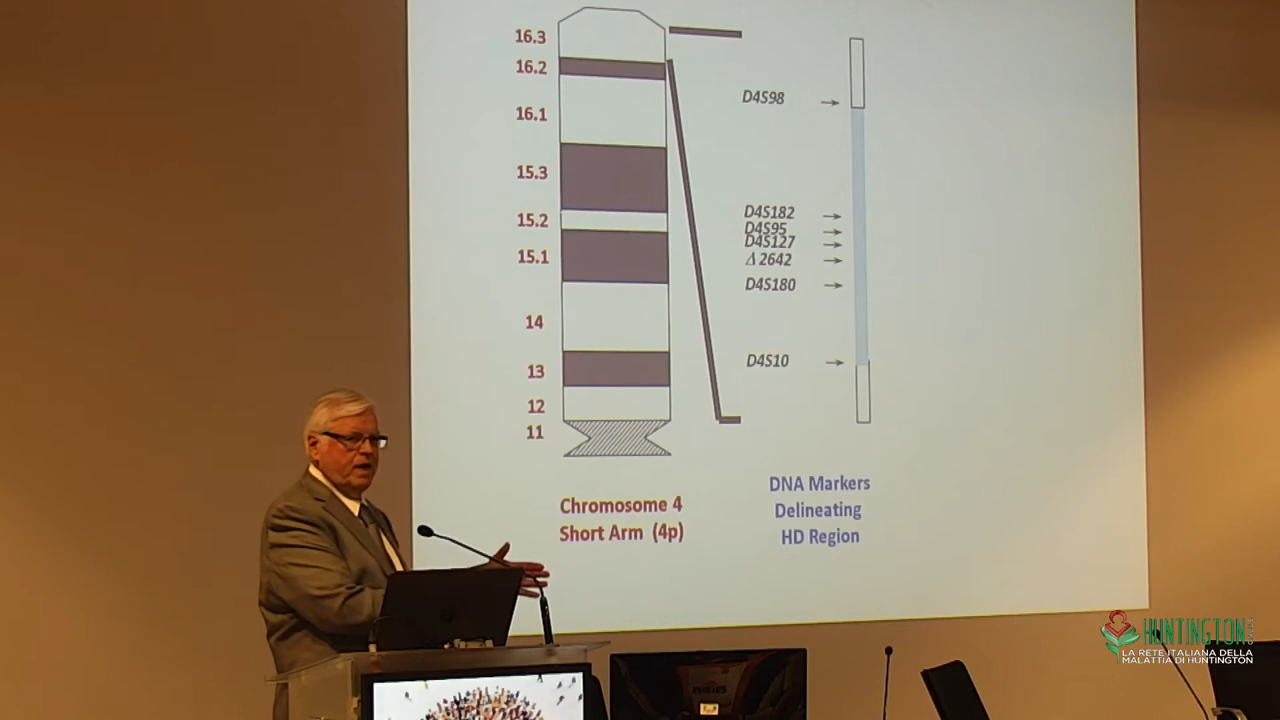 16.3
16.2
16.1
15.3
15.2
15.1
14
13
12
11
D4S98
D4S182
D4S95
D4S127
Δ 2642
D4S180
D4S10
Chromosome 4
Short Arm (4p)
DNA Markers
Delineating
HD Region
PHILIPS
HUNTINGTON
LA RETE ITALIANA DELLA
MALATTIA DI HUNTINGTON